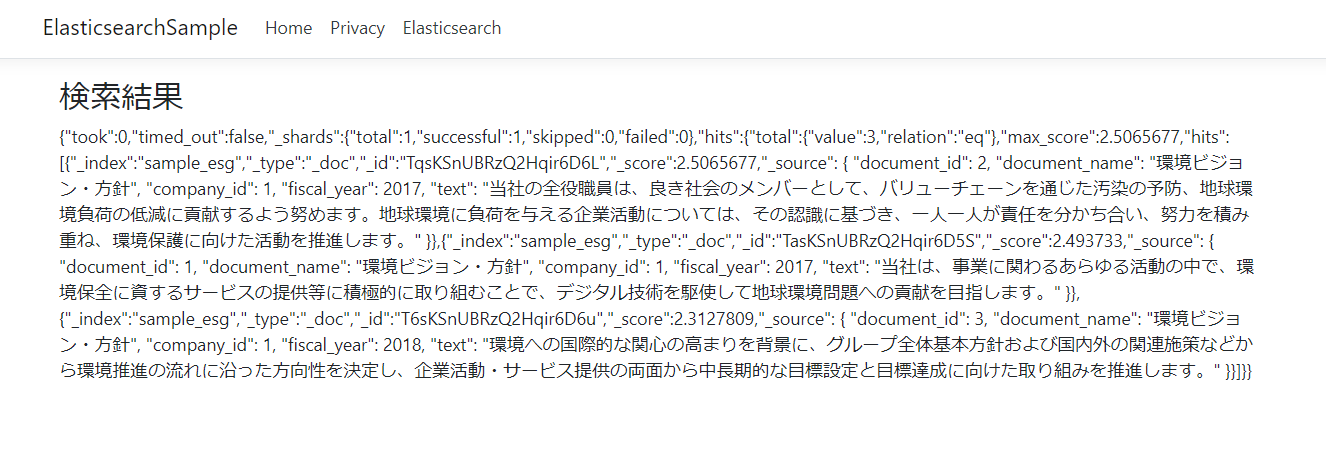 ElasticsearchSample Home Privacy Elasticsearch
検索結果
{"took":0,"timed_out":false,"_shards":{"total":1,"successful":1,"skipped":0,"failed":0},"hits":{"total":{"value":3,"relation":"eq"},"max_score":2.5065677,"hits":
[{"_index":"sample_esg","_type":"_doc","_id":"TqsKSnUBRzQ2Hqir6D6L","_score":2.5065677,"_source": { "document_id": 2, "document_name": "環境ビジョ
ン・方針", "company_id": 1, "fiscal_year": 2017, "text": "当社の全役職員は、良き社会のメンバーとして、バリューチェーンを通じた汚染の予防、地球環
境負荷の低減に貢献するよう努めます。地球環境に負荷を与える企業活動については、その認識に基づき、一人一人が責任を分かち合い、努力を積み
重ね、環境保護に向けた活動を推進します。" }},{"_index":"sample_esg","_type":"_doc","_id":"TasKSnUBRzQ2Hqir6D5S","_score":2.493733,"_source": {
"document_id": 1, "document_name": "環境ビジョン・方針", "company_id": 1, "fiscal_year": 2017, "text": "当社は、事業に関わるあらゆる活動の中で、環
境保全に資するサービスの提供等に積極的に取り組むことで、デジタル技術を駆使して地球環境問題への貢献を目指します。" }},
{"_index":"sample_esg","_type":"_doc","_id":"T6sKSnUBRzQ2Hqir6D6u","_score":2.3127809,"_source": { "document_id": 3, "document_name": "環境ビジョ
ン・方針", "company_id": 1, "fiscal_year": 2018, "text": "環境への国際的な関心の高まりを背景に、グループ全体基本方針および国内外の関連施策などか
ら環境推進の流れに沿った方向性を決定し、企業活動・サービス提供の両面から中長期的な目標設定と目標達成に向けた取り組みを推進します。" }}]}}